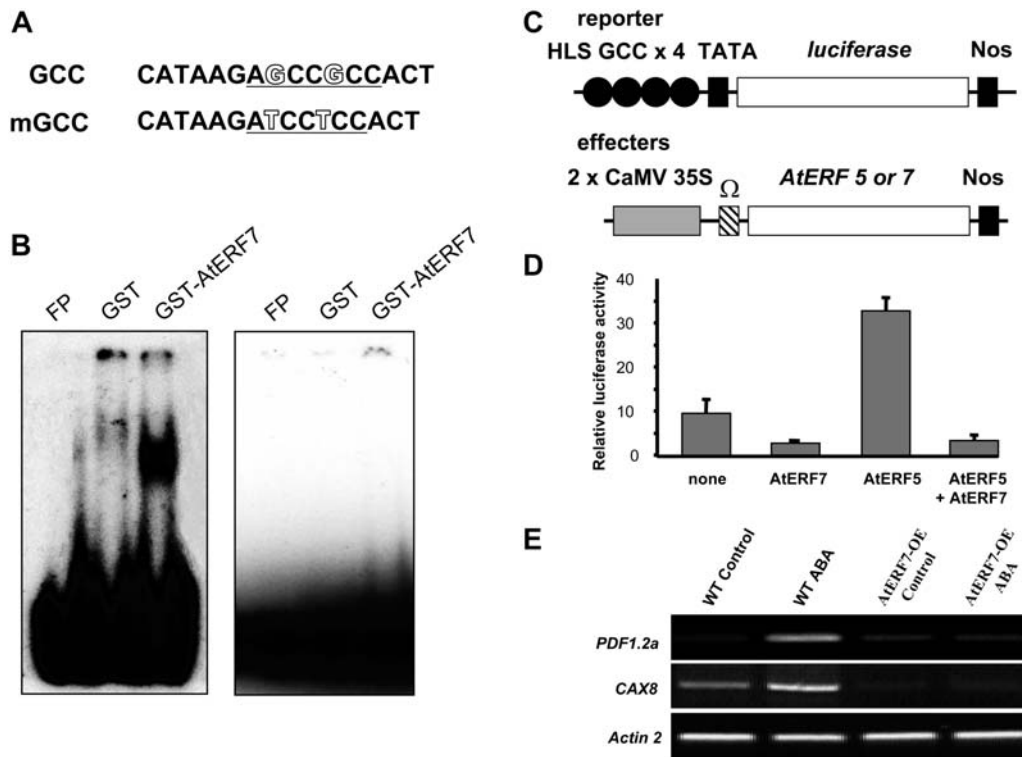 A
GCC CATAAGAGCCGCCACT
mGCC CATAAGATCCTCCACT
B
FP GST GST-AtERF7
FP GST GST-AtERF7
C
reporter
HLS GCC x 4 TATA luciferase Nos
effecters
2 x CaMV 35S Ω AtERF 5 or 7 Nos
D
Relative luciferase activity
40
30
20
10
0
none AtERF7 AtERF5 AtERF5
+ AtERF7
E
WT Control WT ABA AtERF7-OE Control AtERF7-OE ABA
PDF1.2a
CAX8
Actin 2